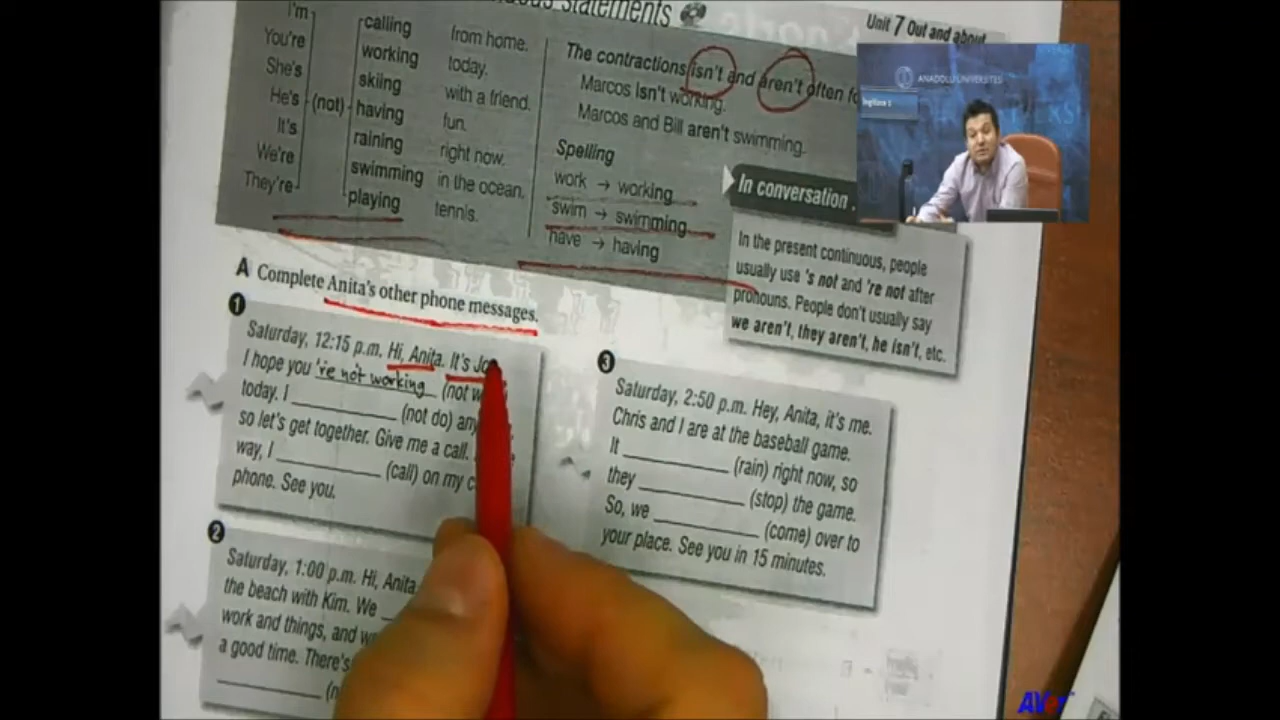 statements
Unit 7 Out and about
I'm
You're
She's
He's
It's
We're
They're
(not)
calling
working
skiing
having
raining
swimming
playing
from home.
today.
with a friend.
fun.
right now.
in the ocean.
tennis.
The contractions isn't and aren't often
Marcos isn't working.
Marcos and Bill aren't swimming.
Spelling
work → working
swim → swimming
have → having
In conversation
In the present continuous, people
usually use 's not and 're not after
pronouns. People don't usually say
we aren't, they aren't, he isn't, etc.
ANADOLU ÜNİVERSİTESİ
A Complete Anita's other phone messages.
1
Saturday, 12:15 p.m. Hi, Anita. It's
I hope you 're not working (not
today. I ________ (not do)
so let's get together. Give me a call.
way, I ________ (call) on my
phone. See you.
2
Saturday, 1:00 p.m. Hi, Anita.
the beach with Kim. We
work and things, and
a good time. There's
________
3
Saturday, 2:50 p.m. Hey, Anita, it's me.
Chris and I are at the baseball game.
It ________ (rain) right now, so
they ________ (stop) the game.
So, we ________ (come) over to
your place. See you in 15 minutes.